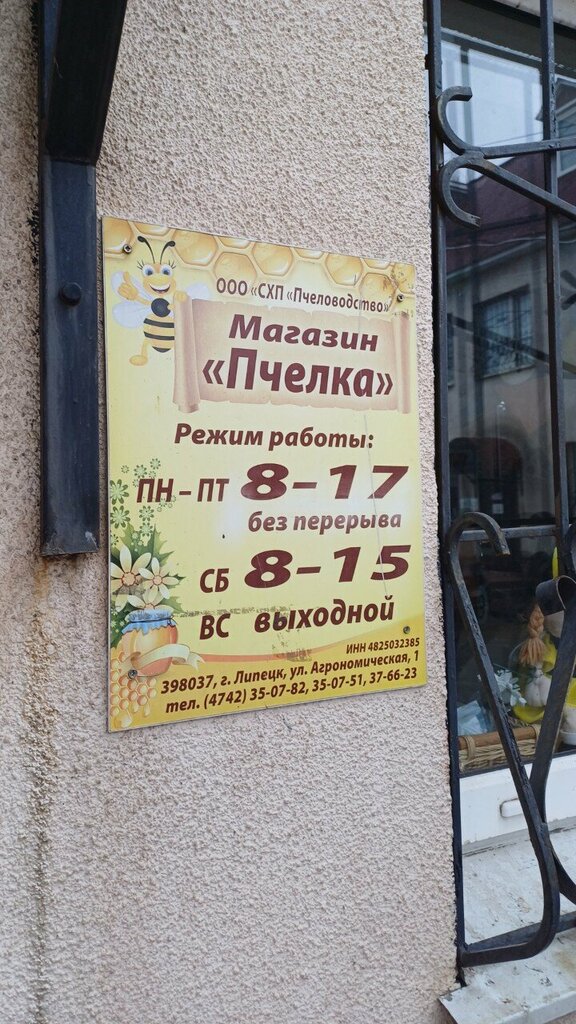 ООО «СХП «Пчеловодство»
Магазин
«Пчелка»
Режим работы:
ПН – ПТ 8–17
без перерыва
СБ 8–15
ВС выходной
ИНН 4825032385
398037, г. Липецк, ул. Агрономическая, 1
тел. (4742) 35-07-82, 35-07-51, 37-66-23